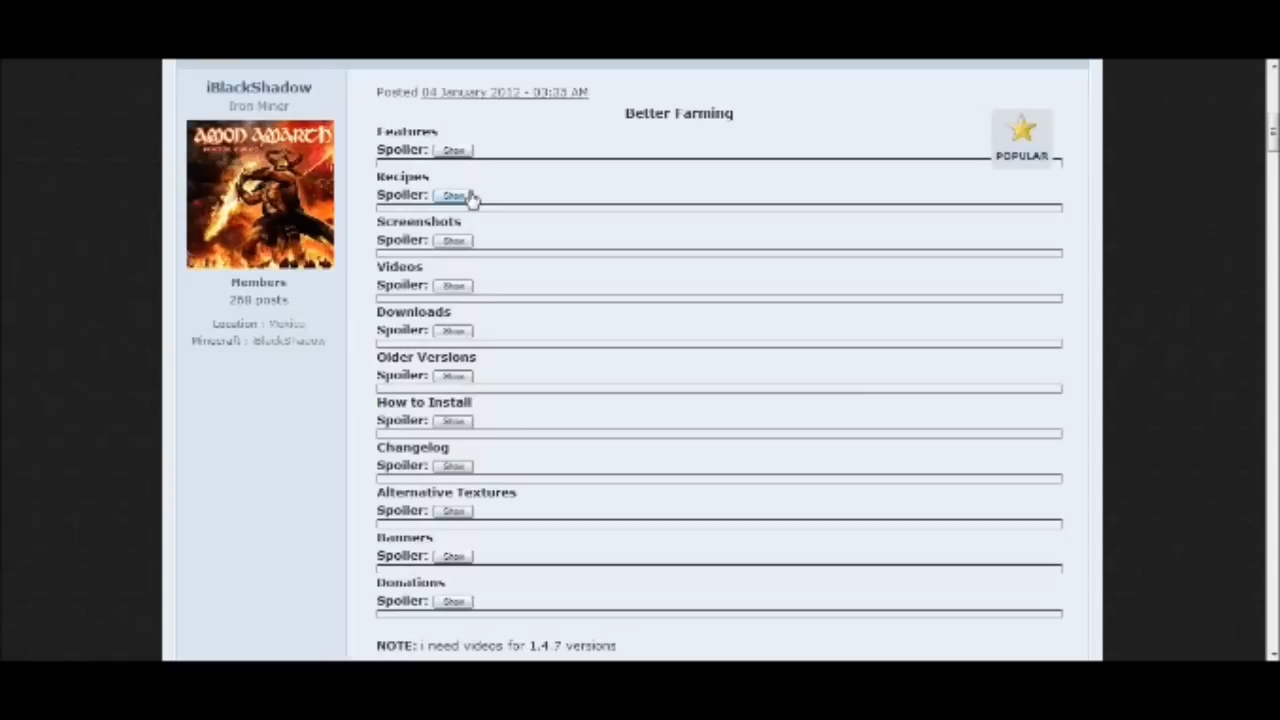 iBlackShadow
Iron Miner
AMON AMARTH
Members
268 posts
Location : Mexico
Minecraft : iBlackShadow
Posted 04 January 2012 - 03:33 AM
Better Farming
POPULAR
Features
Spoiler: Show
Recipes
Spoiler: Show
Screenshots
Spoiler: Show
Videos
Spoiler: Show
Downloads
Spoiler: Show
Older Versions
Spoiler: Show
How to Install
Spoiler: Show
Changelog
Spoiler: Show
Alternative Textures
Spoiler: Show
Banners
Spoiler: Show
Donations
Spoiler: Show
NOTE: i need videos for 1.4.7 versions